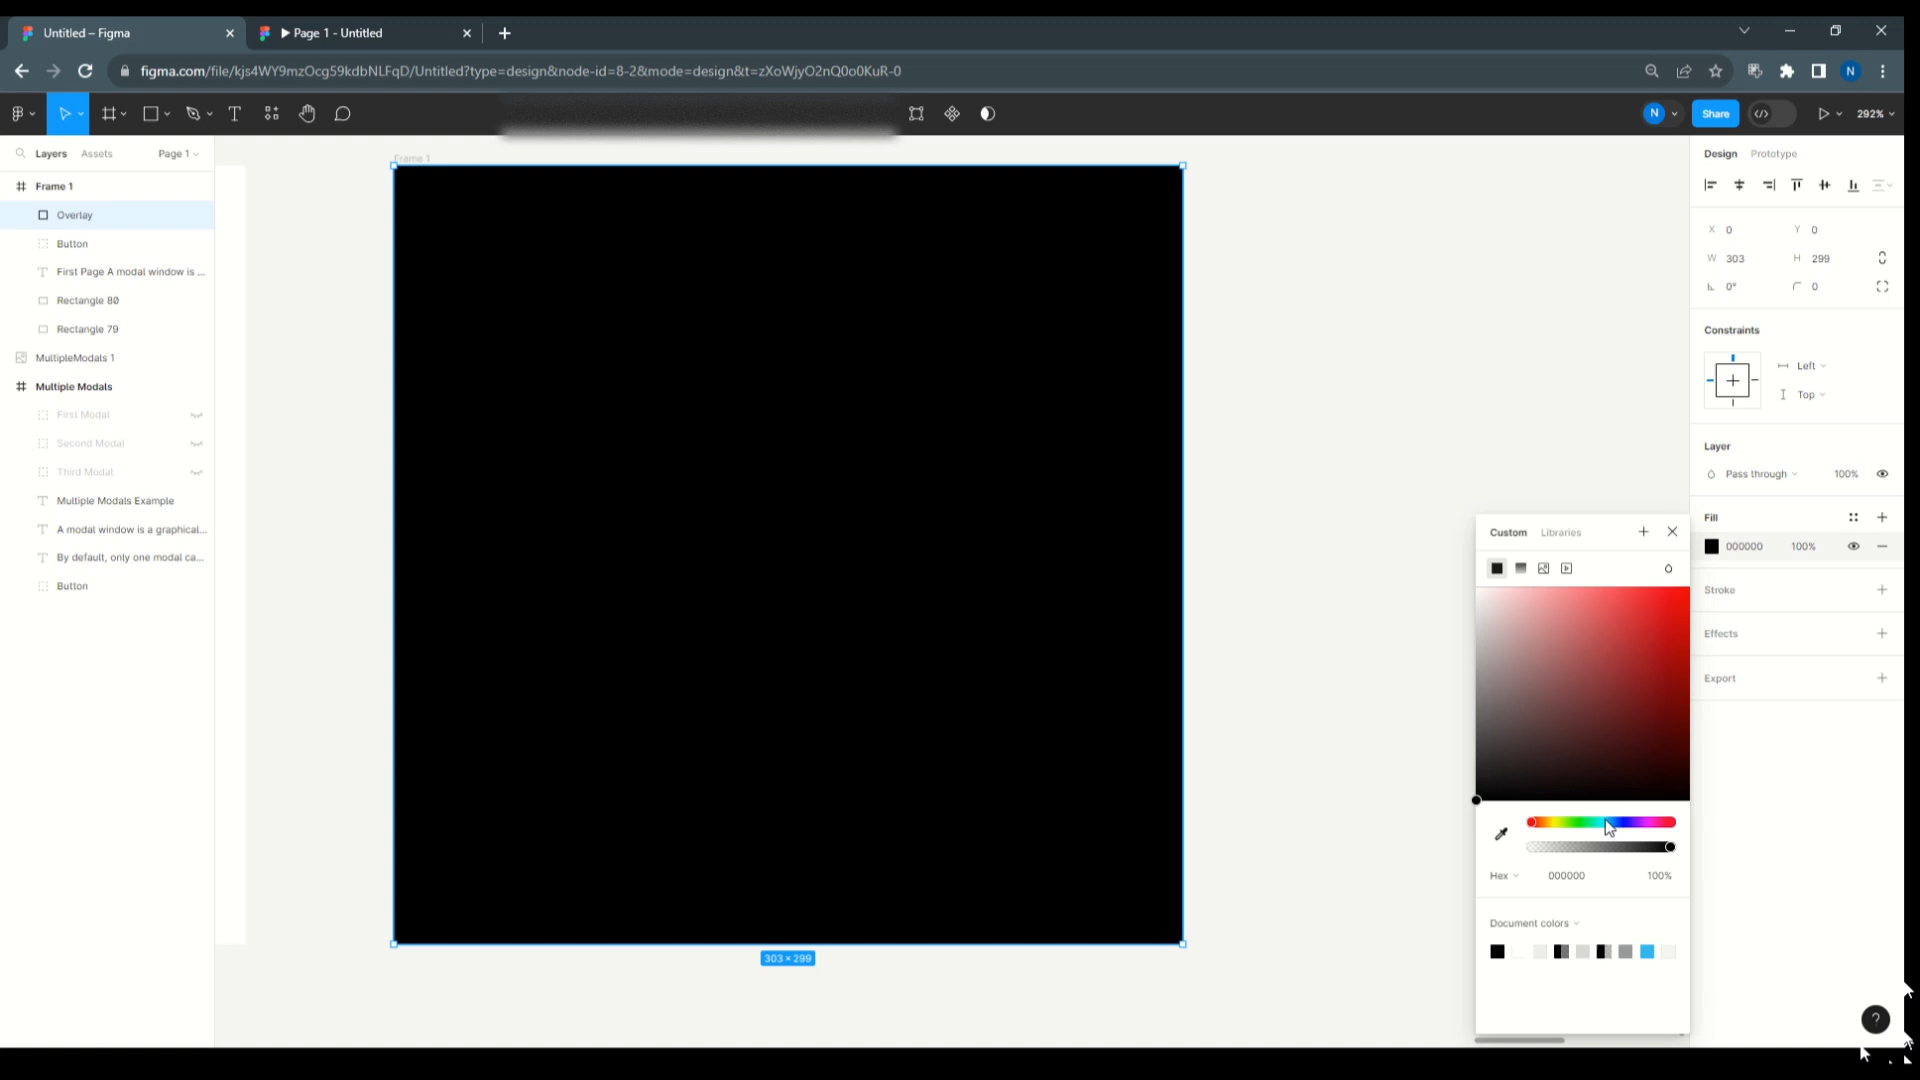 Untitled – Figma
Page 1 - Untitled
figma.com/file/kjs4WY9mzOcg59kdbNLFqD/Untitled?type=design&node-id=8-2&mode=design&t=zXoWjyO2nQ0o0KuR-0
N
N
Share
292%
Layers
Assets
Page 1
Frame 1
Overlay
Button
First Page A modal window is ...
Rectangle 80
Rectangle 79
MultipleModals 1
Multiple Modals
First Modal
Second Modal
Third Modal
Multiple Modals Example
A modal window is a graphical...
By default, only one modal ca...
Button
Frame 1
303 × 299
Design
Prototype
X 0
Y 0
W 303
H 299
0°
0
Constraints
Left
Top
Layer
Pass through
100%
Fill
000000
100%
Stroke
Effects
Export
Custom
Libraries
Hex
000000
100%
Document colors
?